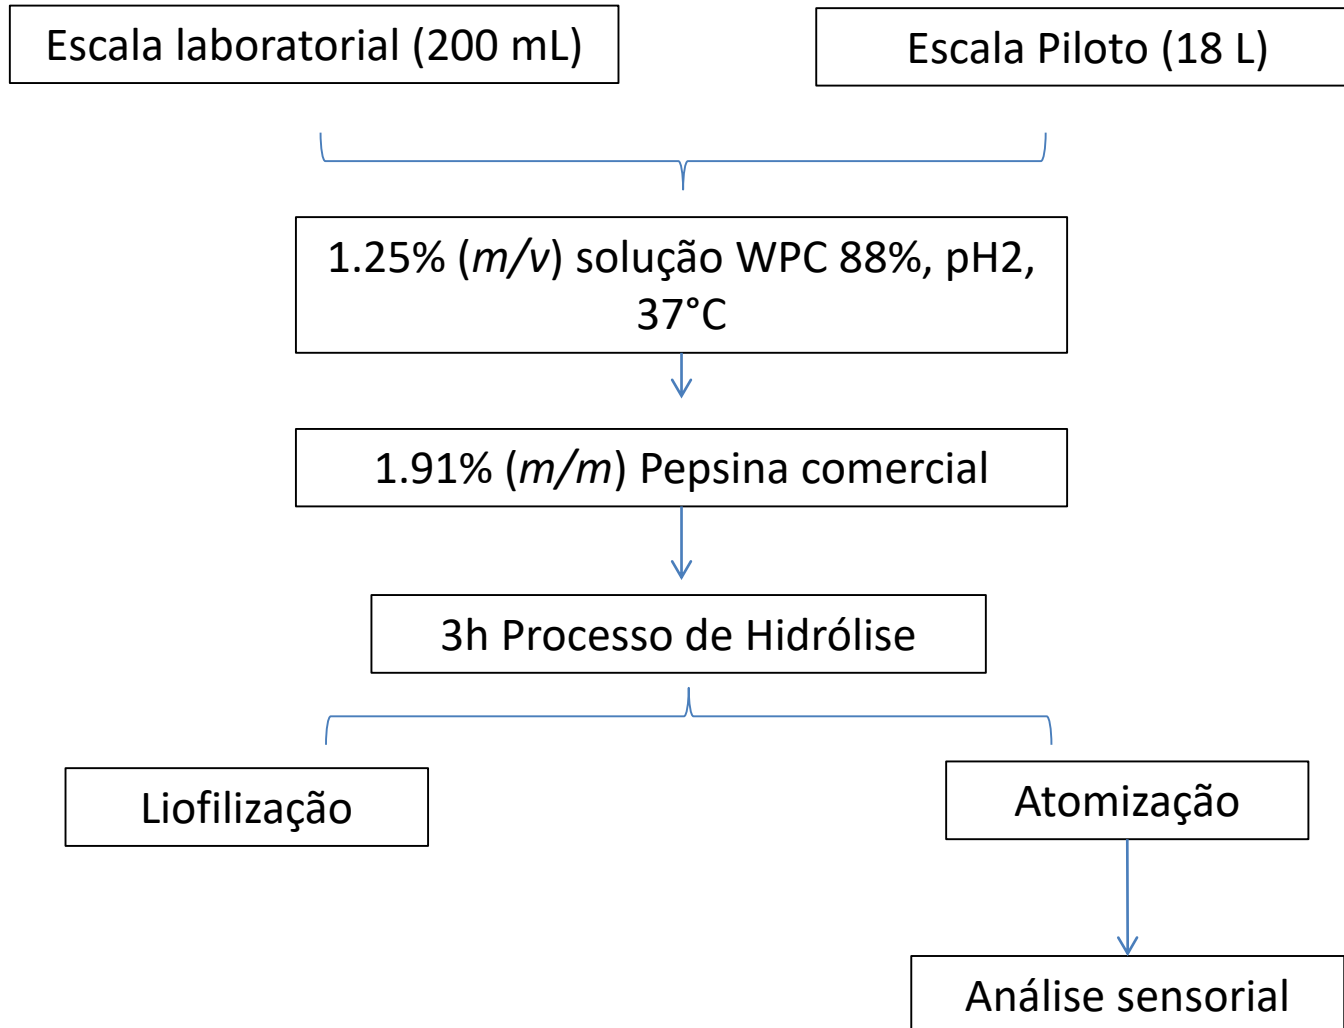 Escala laboratorial (200 mL)
Escala Piloto (18 L)
1.25% (m/v) solução WPC 88%, pH2,
37°C
1.91% (m/m) Pepsina comercial
3h Processo de Hidrólise
Liofilização
Atomização
Análise sensorial